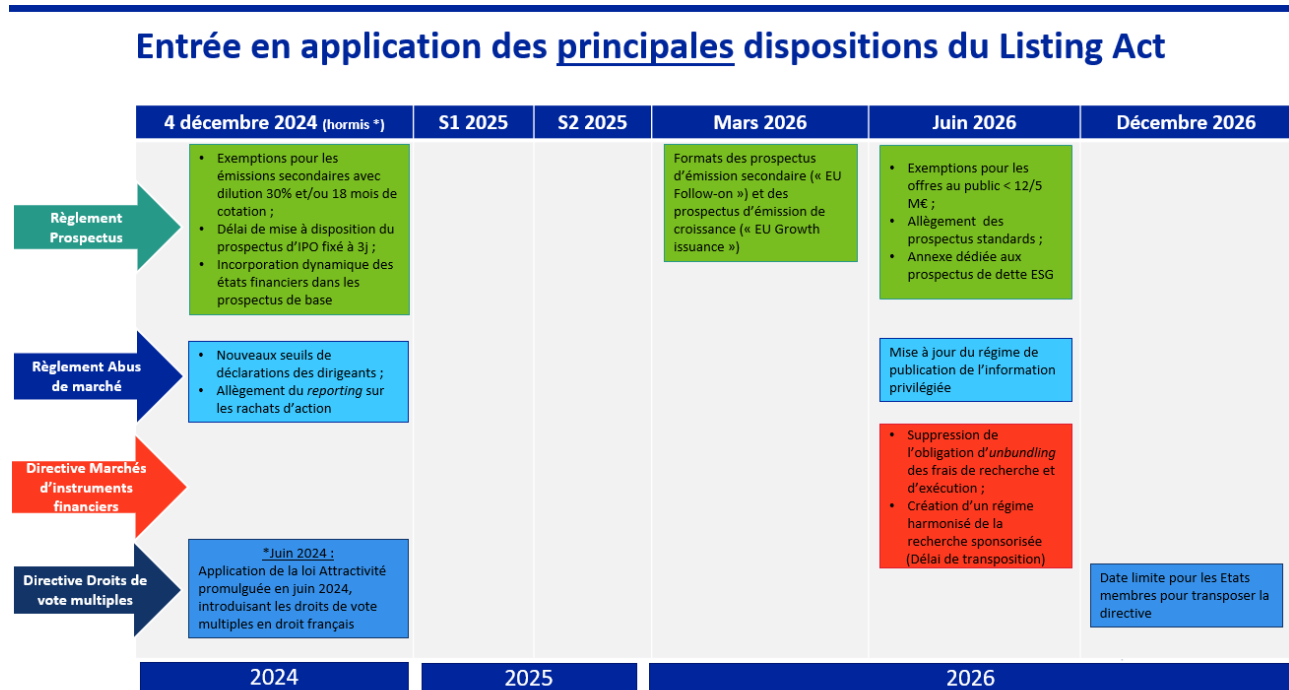 Entrée en application des principales dispositions du Listing Act
4 décembre 2024 (hormis *)
S1 2025
S2 2025
Mars 2026
Juin 2026
Décembre 2026
Règlement
Prospectus
• Exemptions pour les
émissions secondaires avec
dilution 30% et/ou 18 mois de
cotation ;
• Délai de mise à disposition du
prospectus d'IPO fixé à 3j ;
• Incorporation dynamique des
états financiers dans les
prospectus de base
Formats des prospectus
d'émission secondaire (« EU
Follow-on ») et des
prospectus d'émission de
croissance (« EU Growth
issuance »)
• Exemptions pour les
offres au public < 12/5
M€ ;
• Allègement des
prospectus standards ;
• Annexe dédiée aux
prospectus de dette ESG
Règlement Abus
de marché
• Nouveaux seuils de
déclarations des dirigeants ;
• Allègement du reporting sur
les rachats d'action
Mise à jour du régime de
publication de l'information
privilégiée
Directive Marchés
d'instruments
financiers
• Suppression de
l'obligation d'unbundling
des frais de recherche et
d'exécution ;
• Création d'un régime
harmonisé de la
recherche sponsorisée
(Délai de transposition)
Directive Droits de
vote multiples
*Juin 2024 :
Application de la loi Attractivité
promulguée en juin 2024,
introduisant les droits de vote
multiples en droit français
Date limite pour les Etats
membres pour transposer la
directive
2024
2025
2026